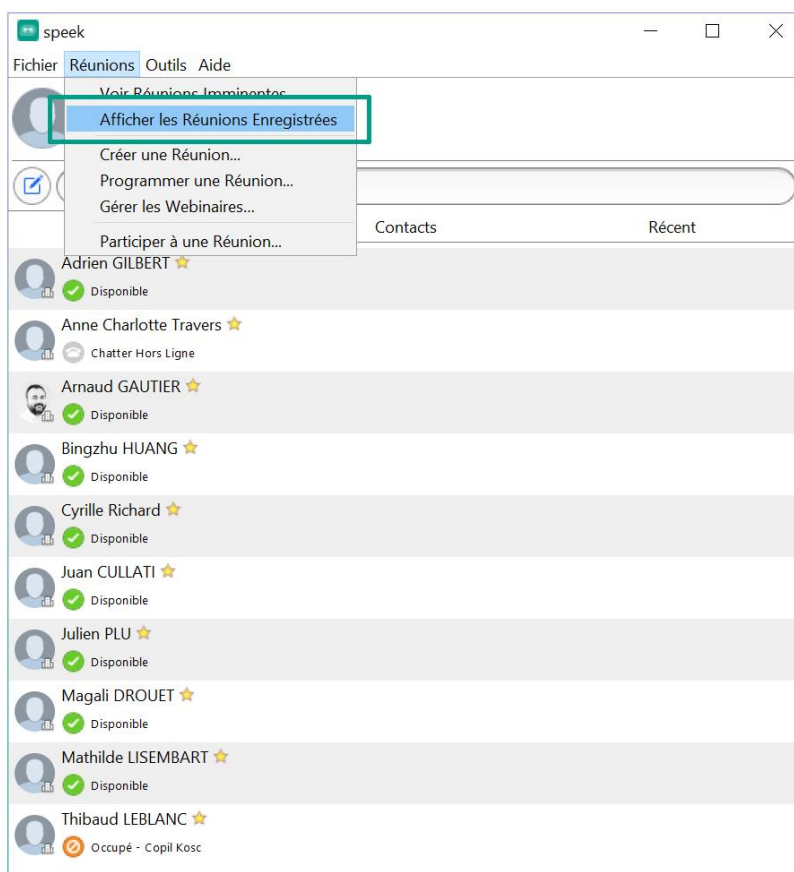 speek
Fichier Réunions Outils Aide
Voir Réunions Imminentes
Afficher les Réunions Enregistrées
Créer une Réunion...
Programmer une Réunion...
Gérer les Webinaires...
Participer à une Réunion...
Contacts Récent
Adrien GILBERT
Disponible
Anne Charlotte Travers
Chatter Hors Ligne
Arnaud GAUTIER
Disponible
Bingzhu HUANG
Disponible
Cyrille Richard
Disponible
Juan CULLATI
Disponible
Julien PLU
Disponible
Magali DROUET
Disponible
Mathilde LISEMBART
Disponible
Thibaud LEBLANC
Occupé - Copil Kosc